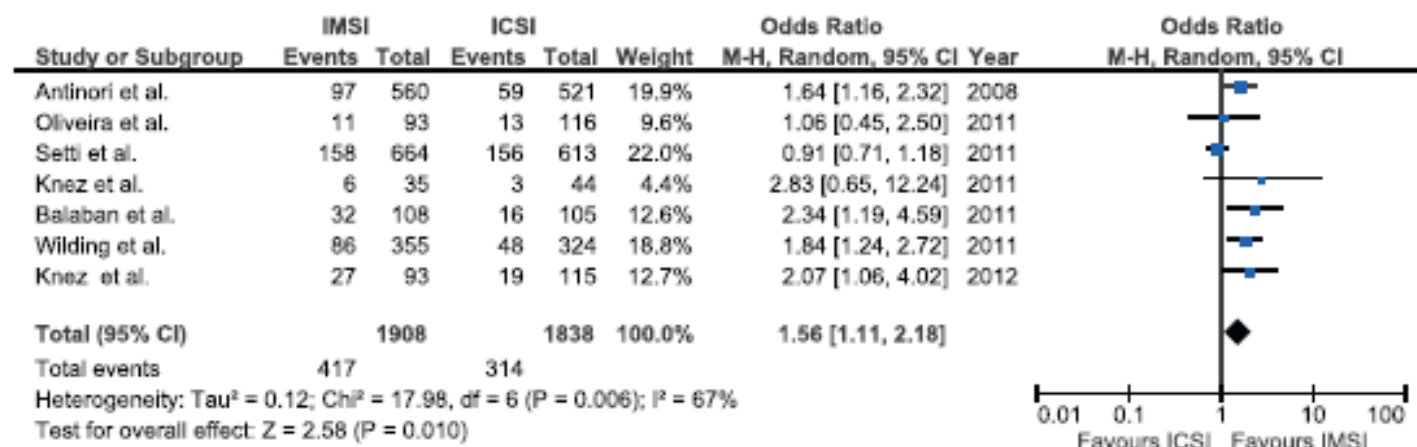 IMSI ICSI Odds Ratio Odds Ratio
Study or Subgroup Events Total Events Total Weight M-H, Random, 95% CI Year M-H, Random, 95% CI
Antinori et al. 97 560 59 521 19.9% 1.64 [1.16, 2.32] 2008
Oliveira et al. 11 93 13 116 9.6% 1.06 [0.45, 2.50] 2011
Setti et al. 158 664 156 613 22.0% 0.91 [0.71, 1.18] 2011
Knez et al. 6 35 3 44 4.4% 2.83 [0.65, 12.24] 2011
Balaban et al. 32 108 16 105 12.6% 2.34 [1.19, 4.59] 2011
Wilding et al. 86 355 48 324 18.8% 1.84 [1.24, 2.72] 2011
Knez et al. 27 93 19 115 12.7% 2.07 [1.06, 4.02] 2012
Total (95% CI) 1908 1838 100.0% 1.56 [1.11, 2.18]
Total events 417 314
Heterogeneity: Tau² = 0.12; Chi² = 17.98, df = 6 (P = 0.006); I² = 67%
Test for overall effect: Z = 2.58 (P = 0.010)
0.01 0.1 1 10 100
Favours ICSI Favours IMSI